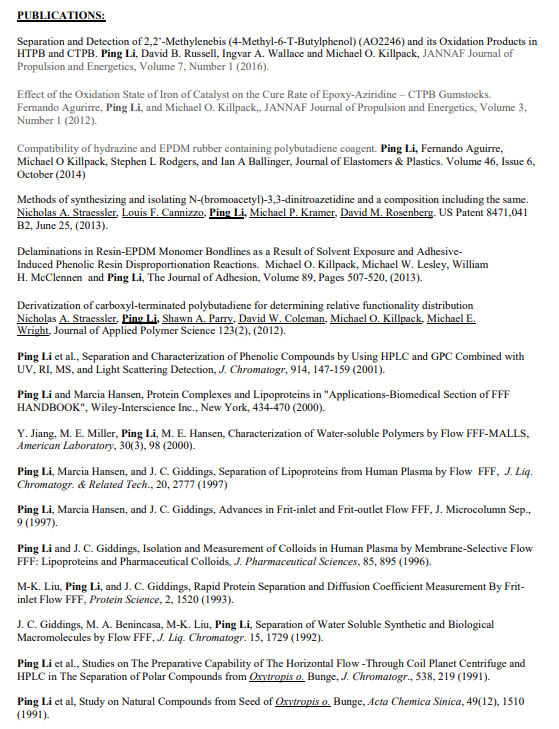 PUBLICATIONS:
Separation and Detection of 2,2'-Methylenebis (4-Methyl-6-T-Butylphenol) (AO2246) and its Oxidation Products in
HTPB and CTPB. Ping Li, David B. Russell, Ingvar A. Wallace and Michael O. Killpack, JANNAF Journal of
Propulsion and Energetics, Volume 7, Number 1 (2016).
Effect of the Oxidation State of Iron of Catalyst on the Cure Rate of Epoxy-Aziridine – CTPB Gumstocks.
Fernando Agurirre, Ping Li, and Michael O. Killpack,, JANNAF Journal of Propulsion and Energetics, Volume 3,
Number 1 (2012).
Compatibility of hydrazine and EPDM rubber containing polybutadiene coagent. Ping Li, Fernando Aguirre,
Michael O Killpack, Stephen L Rodgers, and Ian A Ballinger, Journal of Elastomers & Plastics. Volume 46, Issue 6,
October (2014)
Methods of synthesizing and isolating N-(bromoacetyl)-3,3-dinitroazetidine and a composition including the same.
Nicholas A. Straessler, Louis F. Cannizzo, Ping Li, Michael P. Kramer, David M. Rosenberg. US Patent 8471,041
B2, June 25, (2013).
Delaminations in Resin-EPDM Monomer Bondlines as a Result of Solvent Exposure and Adhesive-
Induced Phenolic Resin Disproportionation Reactions. Michael O. Killpack, Michael W. Lesley, William
H. McClennen and Ping Li, The Journal of Adhesion, Volume 89, Pages 507-520, (2013).
Derivatization of carboxyl-terminated polybutadiene for determining relative functionality distribution
Nicholas A. Straessler, Ping Li, Shawn A. Parry, David W. Coleman, Michael O. Killpack, Michael E.
Wright, Journal of Applied Polymer Science 123(2), (2012).
Ping Li et al., Separation and Characterization of Phenolic Compounds by Using HPLC and GPC Combined with
UV, RI, MS, and Light Scattering Detection, J. Chromatogr, 914, 147-159 (2001).
Ping Li and Marcia Hansen, Protein Complexes and Lipoproteins in "Applications-Biomedical Section of FFF
HANDBOOK", Wiley-Interscience Inc., New York, 434-470 (2000).
Y. Jiang, M. E. Miller, Ping Li, M. E. Hansen, Characterization of Water-soluble Polymers by Flow FFF-MALLS,
American Laboratory, 30(3), 98 (2000).
Ping Li, Marcia Hansen, and J. C. Giddings, Separation of Lipoproteins from Human Plasma by Flow FFF, J. Liq.
Chromatogr. & Related Tech., 20, 2777 (1997)
Ping Li, Marcia Hansen, and J. C. Giddings, Advances in Frit-inlet and Frit-outlet Flow FFF, J. Microcolumn Sep.,
9 (1997).
Ping Li and J. C. Giddings, Isolation and Measurement of Colloids in Human Plasma by Membrane-Selective Flow
FFF: Lipoproteins and Pharmaceutical Colloids, J. Pharmaceutical Sciences, 85, 895 (1996).
M-K. Liu, Ping Li, and J. C. Giddings, Rapid Protein Separation and Diffusion Coefficient Measurement By Frit-
inlet Flow FFF, Protein Science, 2, 1520 (1993).
J. C. Giddings, M. A. Benincasa, M-K. Liu, Ping Li, Separation of Water Soluble Synthetic and Biological
Macromolecules by Flow FFF, J. Liq. Chromatogr. 15, 1729 (1992).
Ping Li et al., Studies on The Preparative Capability of The Horizontal Flow -Through Coil Planet Centrifuge and
HPLC in The Separation of Polar Compounds from Oxytropis o. Bunge, J. Chromatogr., 538, 219 (1991).
Ping Li et al, Study on Natural Compounds from Seed of Oxytropis o. Bunge, Acta Chemica Sinica, 49(12), 1510
(1991).